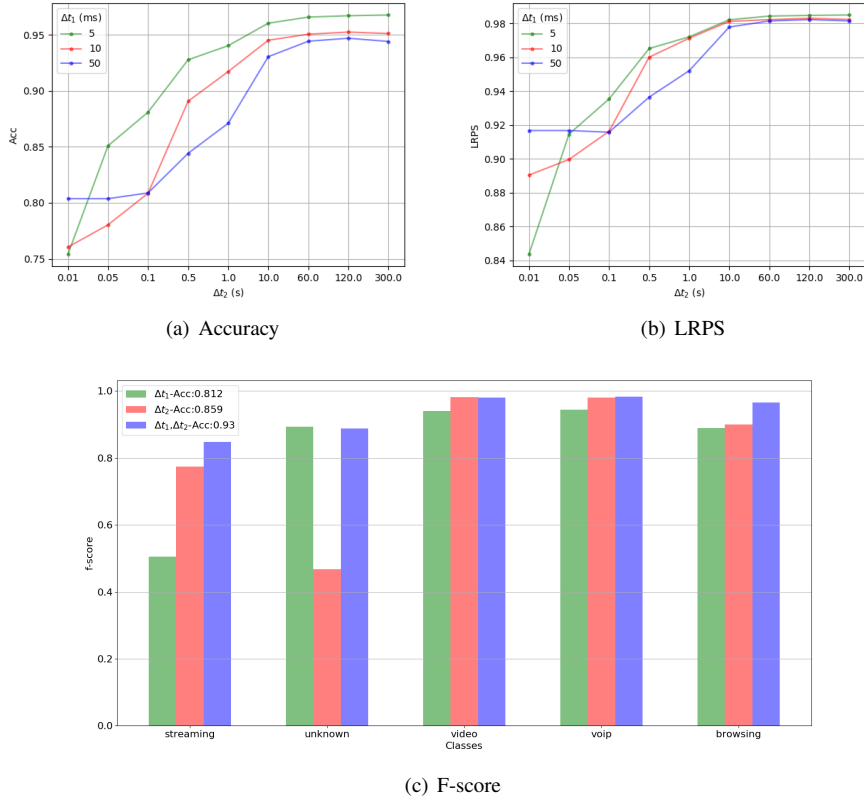 Δt₁ (ms)
5
10
50
0.95
0.90
0.85
0.80
0.75
Acc
0.01 0.05 0.1 0.5 1.0 10.0 60.0 120.0 300.0
Δt₂ (s)
(a) Accuracy
Δt₁ (ms)
5
10
50
0.98
0.96
0.94
0.92
0.90
0.88
0.86
0.84
LRPS
0.01 0.05 0.1 0.5 1.0 10.0 60.0 120.0 300.0
Δt₂ (s)
(b) LRPS
Δt₁-Acc:0.812
Δt₂-Acc:0.859
Δt₁,Δt₂-Acc:0.93
1.0
0.8
0.6
0.4
0.2
0.0
f-score
streaming unknown video voip browsing
Classes
(c) F-score